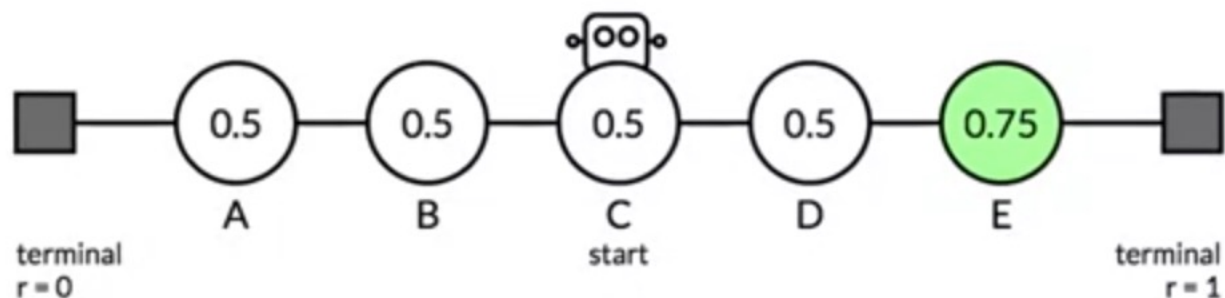 0.5 0.5 0.5 0.5 0.75
A B C D E
terminal start terminal
r = 0 r = 1